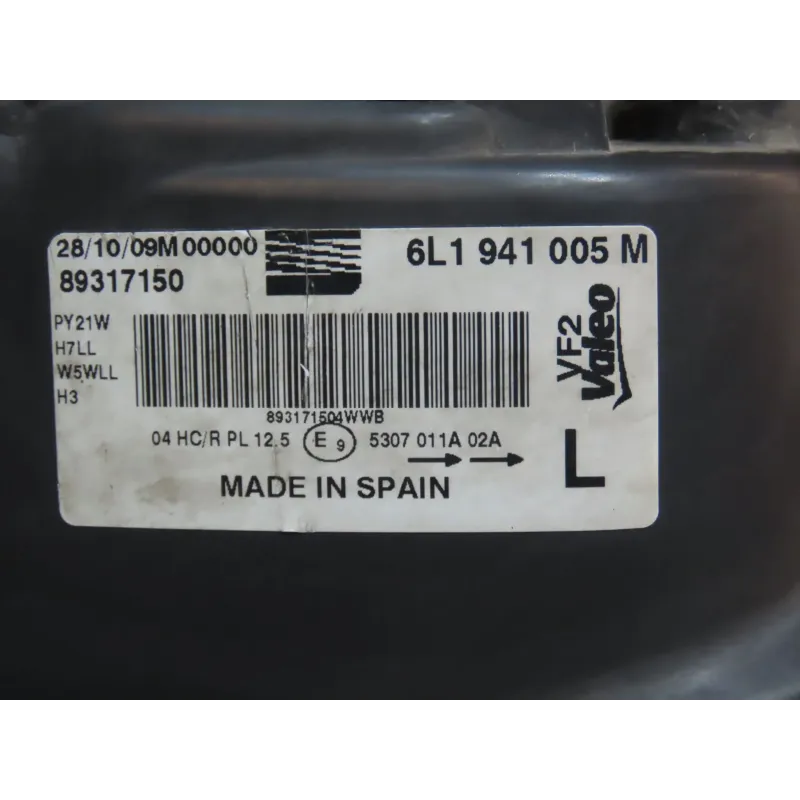 28/10/09M 00000
6L1 941 005 M
89317150
PY21W
H7LL
W5WLL
H3
893171504WWB
VF2
Valeo
04 HC/R PL 12.5 E 9 5307 011A 02A
L
MADE IN SPAIN